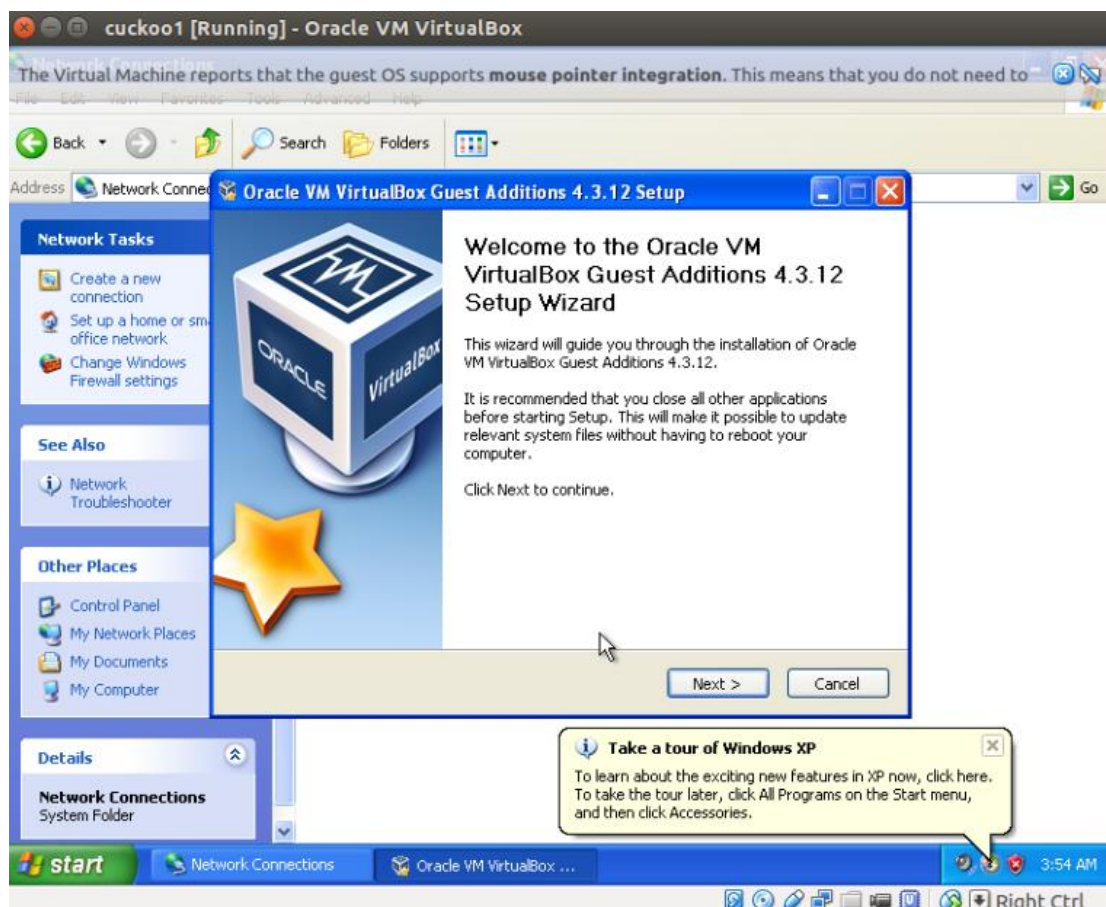 cuckoo1 [Running] - Oracle VM VirtualBox
The Virtual Machine reports that the guest OS supports mouse pointer integration. This means that you do not need to
File Edit View Favorites Tools Advanced Help
Back Search Folders
Address Network Connec
Go
Oracle VM VirtualBox Guest Additions 4.3.12 Setup
Network Tasks
Create a new
connection
Set up a home or sm
office network
Change Windows
Firewall settings
See Also
Network
Troubleshooter
Other Places
Control Panel
My Network Places
My Documents
My Computer
Details
Network Connections
System Folder
ORACLE
VirtualBox
Welcome to the Oracle VM
VirtualBox Guest Additions 4.3.12
Setup Wizard
This wizard will guide you through the installation of Oracle
VM VirtualBox Guest Additions 4.3.12.
It is recommended that you close all other applications
before starting Setup. This will make it possible to update
relevant system files without having to reboot your
computer.
Click Next to continue.
Next >
Cancel
Take a tour of Windows XP
To learn about the exciting new features in XP now, click here.
To take the tour later, click All Programs on the Start menu,
and then click Accessories.
start
Network Connections
Oracle VM VirtualBox ...
3:54 AM
Right Ctrl